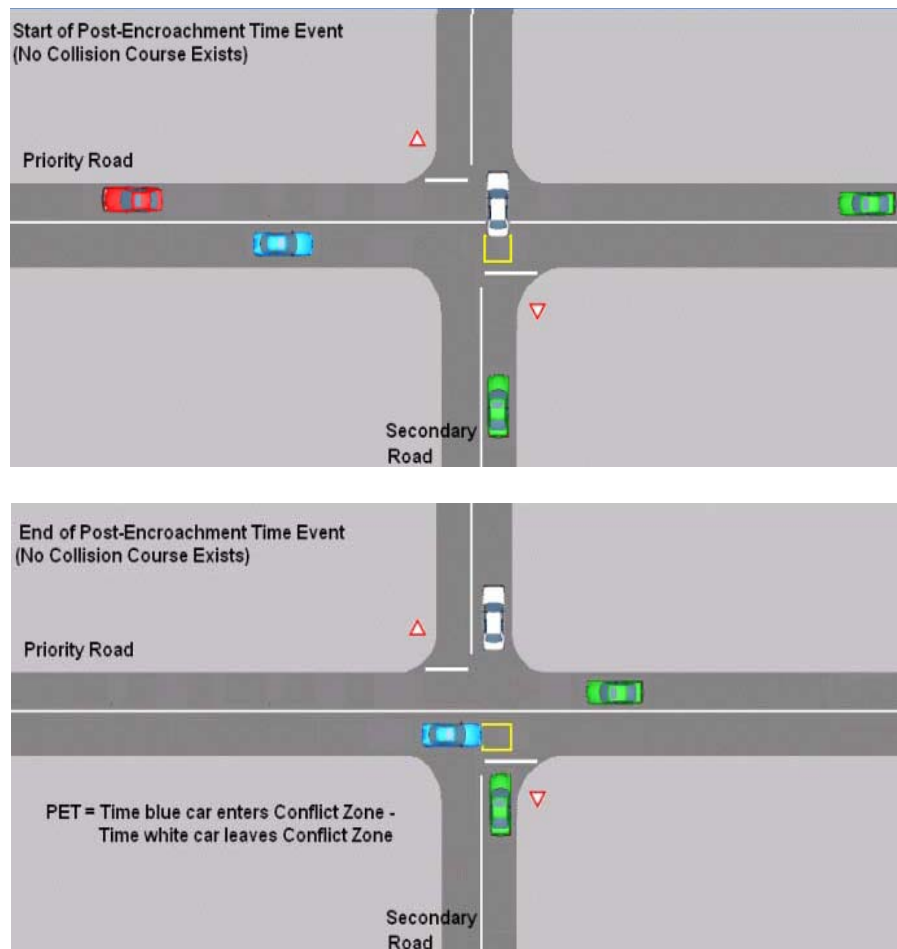 Start of Post-Encroachment Time Event
(No Collision Course Exists)
Priority Road
Secondary
Road
End of Post-Encroachment Time Event
(No Collision Course Exists)
Priority Road
PET = Time blue car enters Conflict Zone -
Time white car leaves Conflict Zone
Secondary
Road